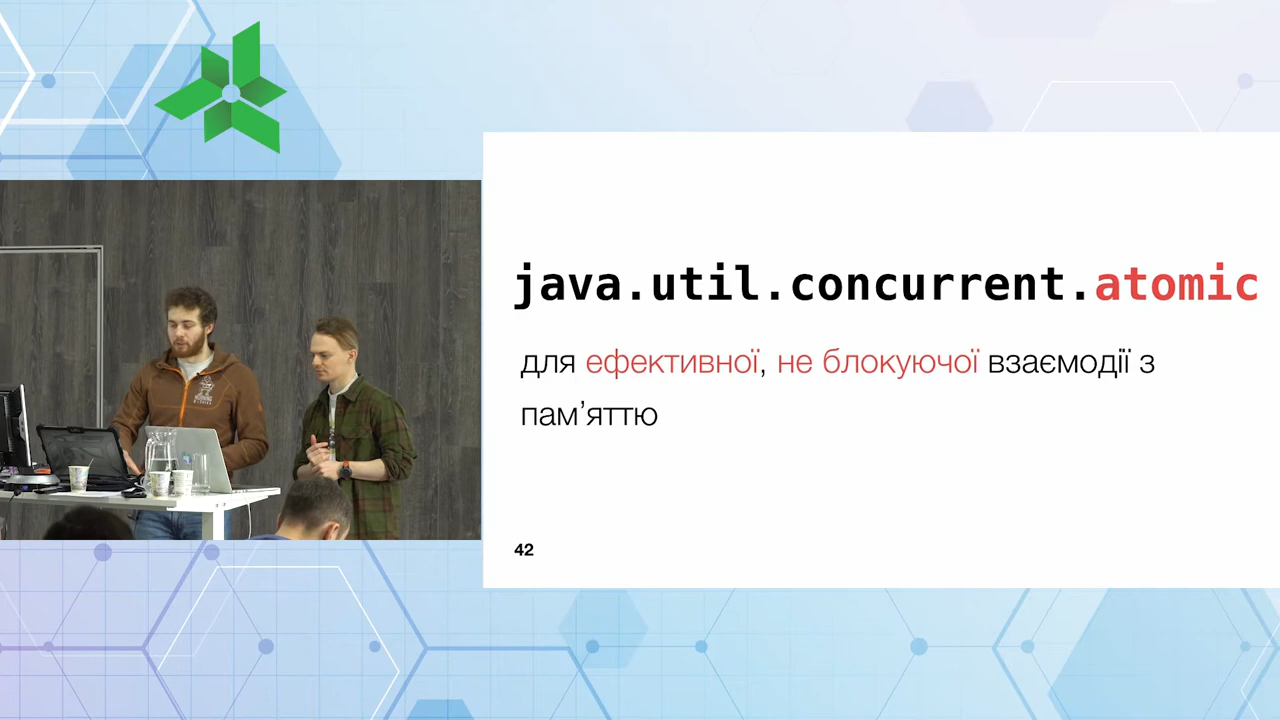 java.util.concurrent.atomic
для ефективної, не блокуючої взаємодії з
пам’яттю
42